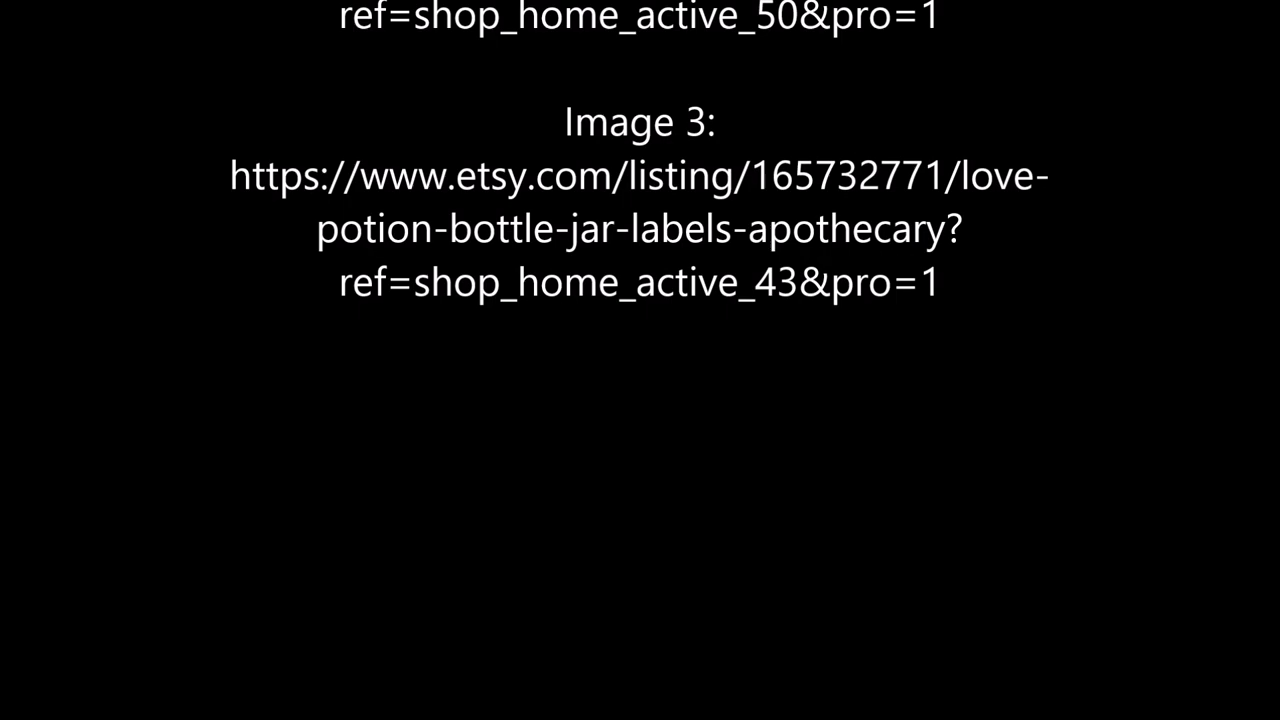 ref=shop_home_active_50&pro=1
Image 3:
https://www.etsy.com/listing/165732771/love-
potion-bottle-jar-labels-apothecary?
ref=shop_home_active_43&pro=1